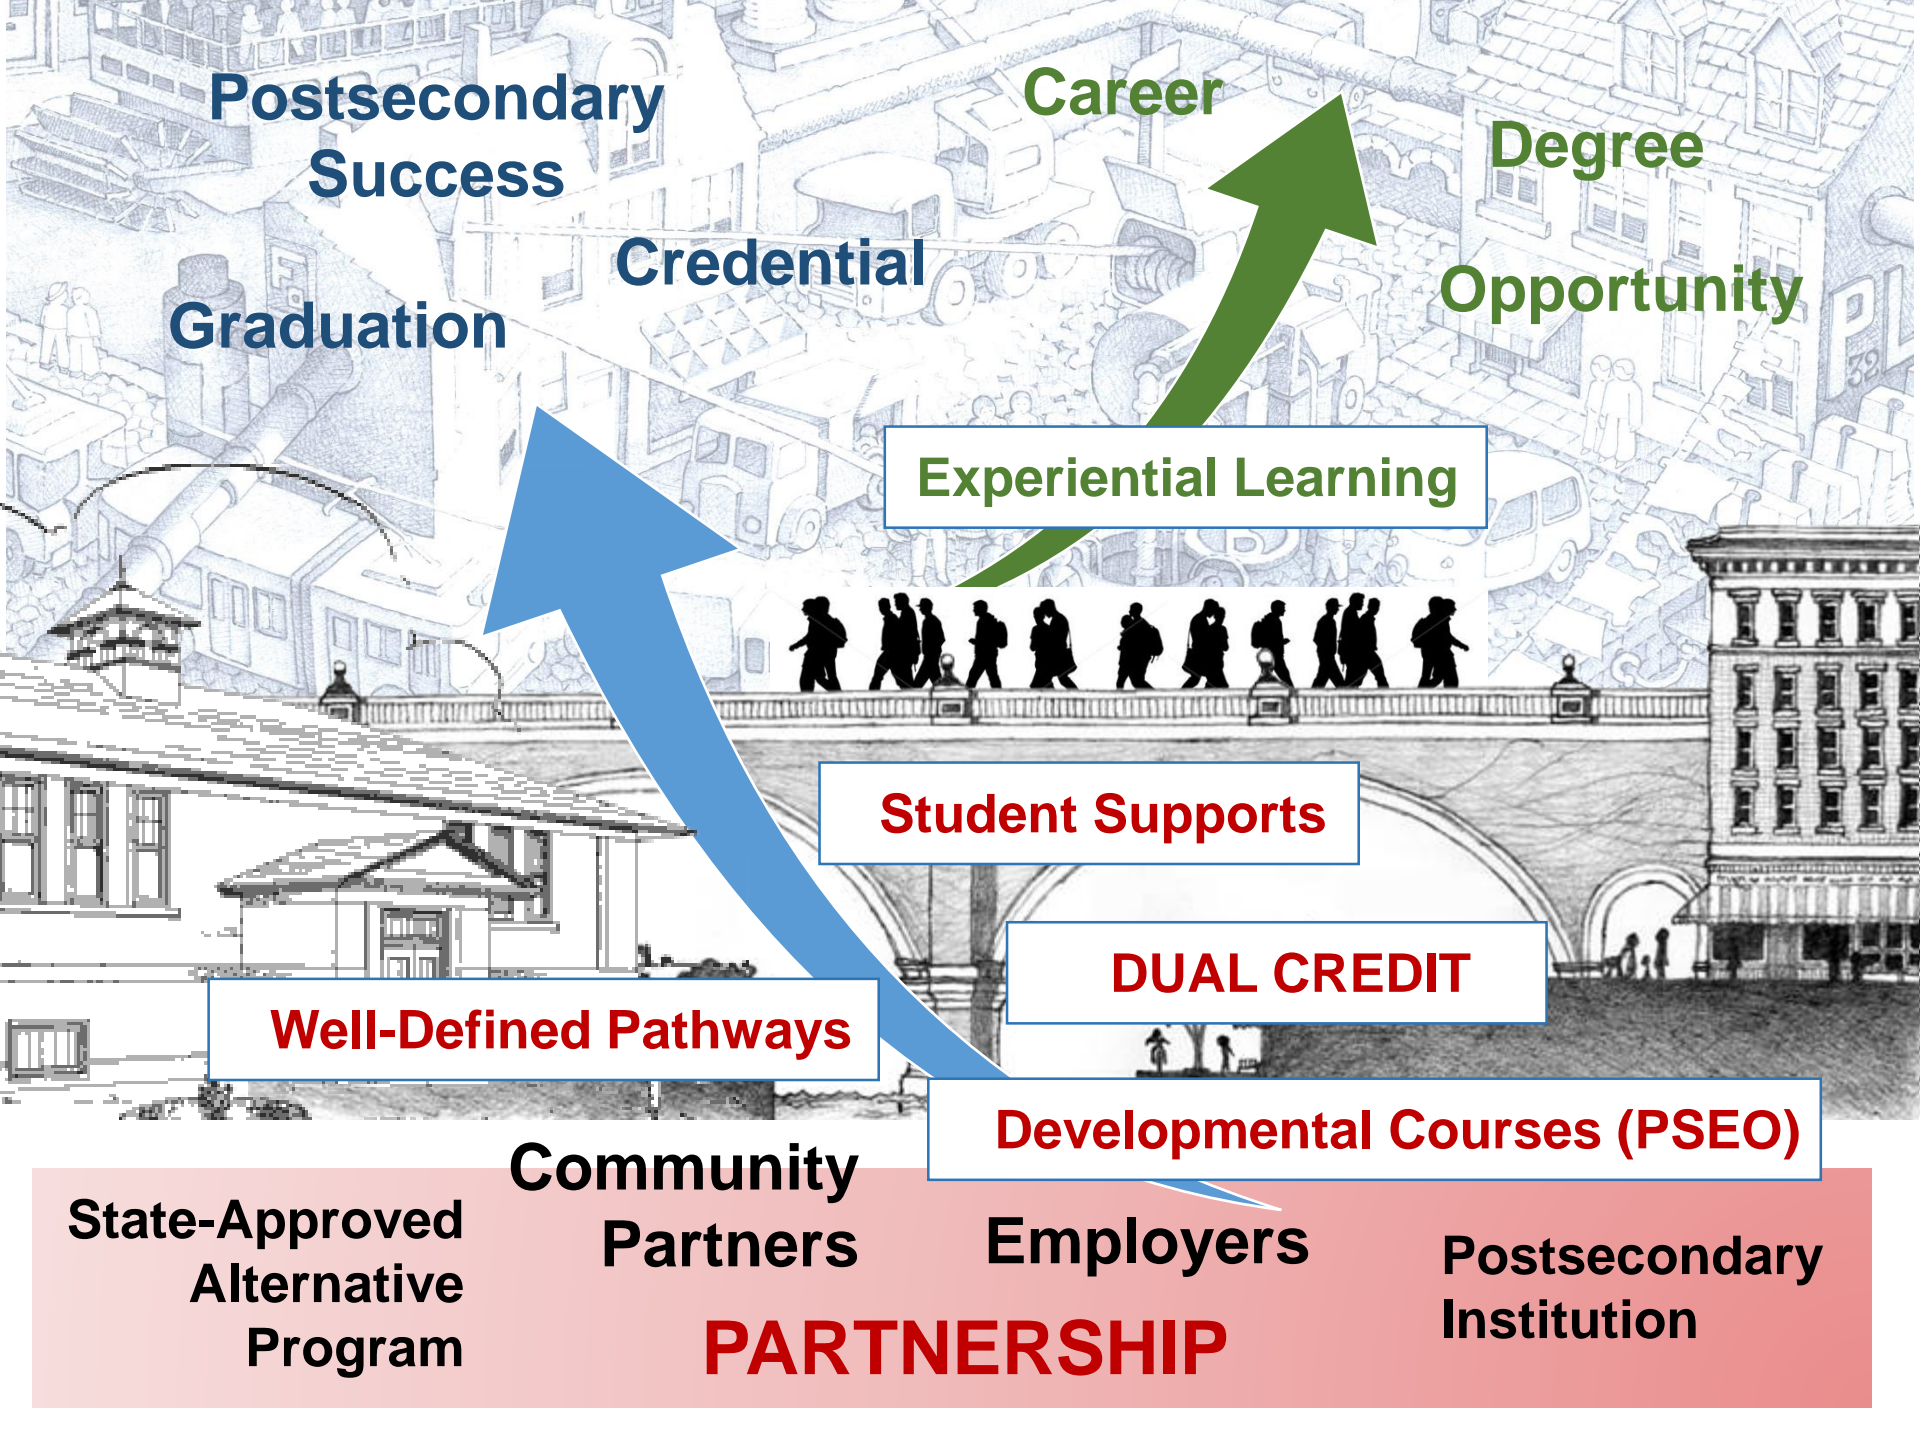 Postsecondary
Success
Career
Degree
Credential
Opportunity
Graduation
Experiential Learning
Student Supports
DUAL CREDIT
Well-Defined Pathways
Developmental Courses (PSEO)
Community
Partners
State-Approved
Alternative
Program
Employers
Postsecondary
Institution
PARTNERSHIP